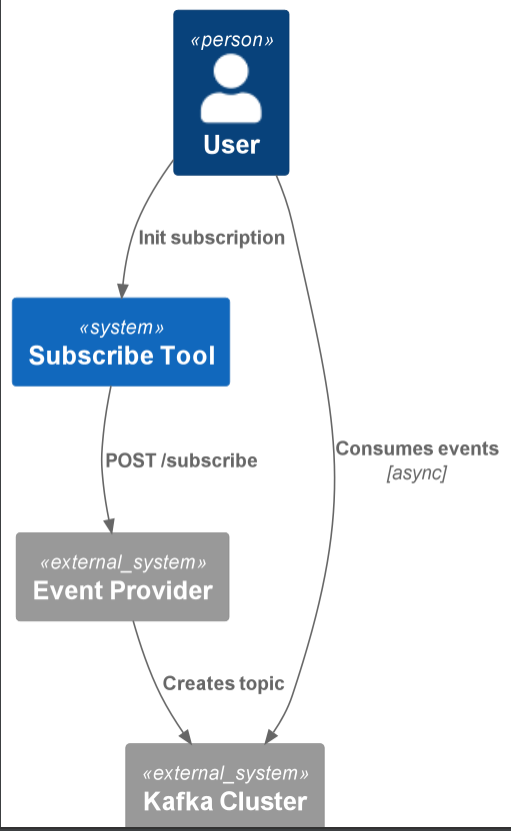 «person»
User
Init subscription
«system»
Subscribe Tool
POST /subscribe
Consumes events
[async]
«external_system»
Event Provider
Creates topic
«external_system»
Kafka Cluster